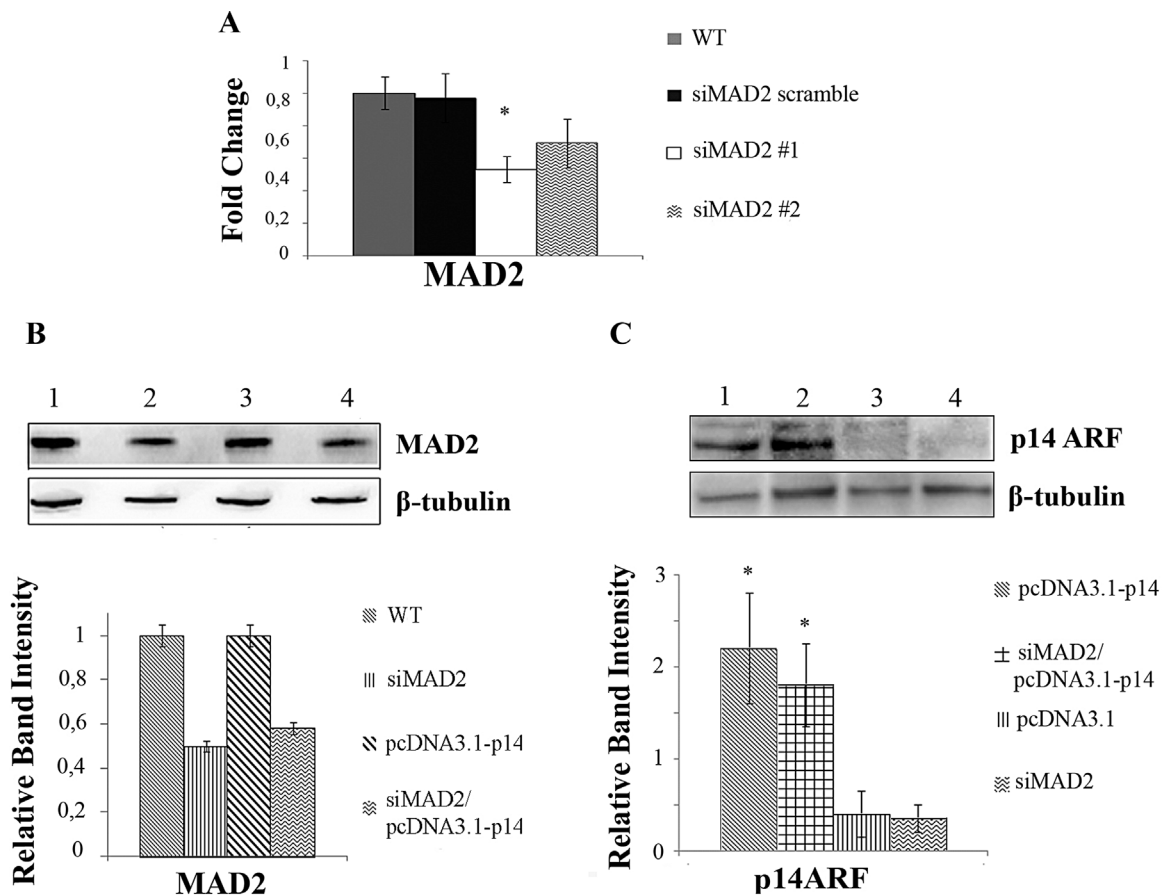 A
Fold Change
1
0,8
0,6
0,4
0,2
0
*
MAD2
WT
siMAD2 scramble
siMAD2 #1
siMAD2 #2
B
1 2 3 4
MAD2
β-tubulin
Relative Band Intensity
1
0,8
0,6
0,4
0,2
0
MAD2
WT
siMAD2
pcDNA3.1-p14
siMAD2/
pcDNA3.1-p14
C
1 2 3 4
p14 ARF
β-tubulin
Relative Band Intensity
3
2
1
0
*
*
p14ARF
pcDNA3.1-p14
siMAD2/
pcDNA3.1-p14
pcDNA3.1
siMAD2